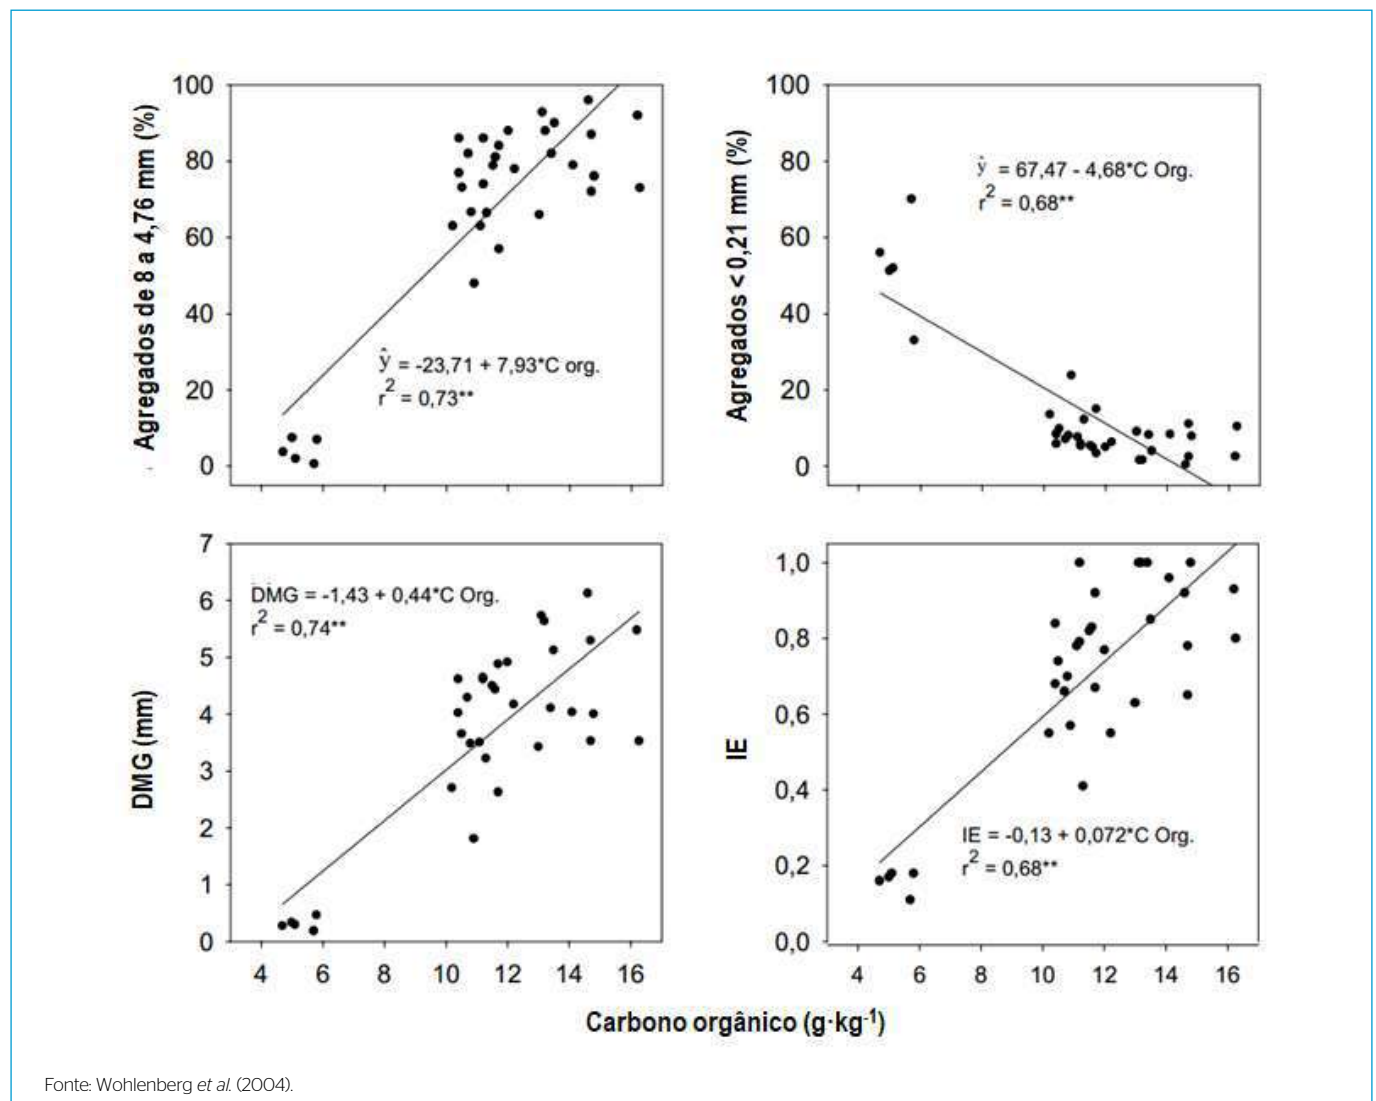 Agregados de 8 a 4,76 mm (%)
100
80
60
40
20
0
ŷ = -23,71 + 7,93*C org.
r² = 0,73**
Agregados < 0,21 mm (%)
100
80
60
40
20
0
ŷ = 67,47 - 4,68*C Org.
r² = 0,68**
DMG (mm)
7
6
5
4
3
2
1
0
DMG = -1,43 + 0,44*C Org.
r² = 0,74**
4 6 8 10 12 14 16
IE
1,0
0,8
0,6
0,4
0,2
0,0
IE = -0,13 + 0,072*C Org.
r² = 0,68**
4 6 8 10 12 14 16
Carbono orgânico (g·kg⁻¹)
Fonte: Wohlenberg et al. (2004).